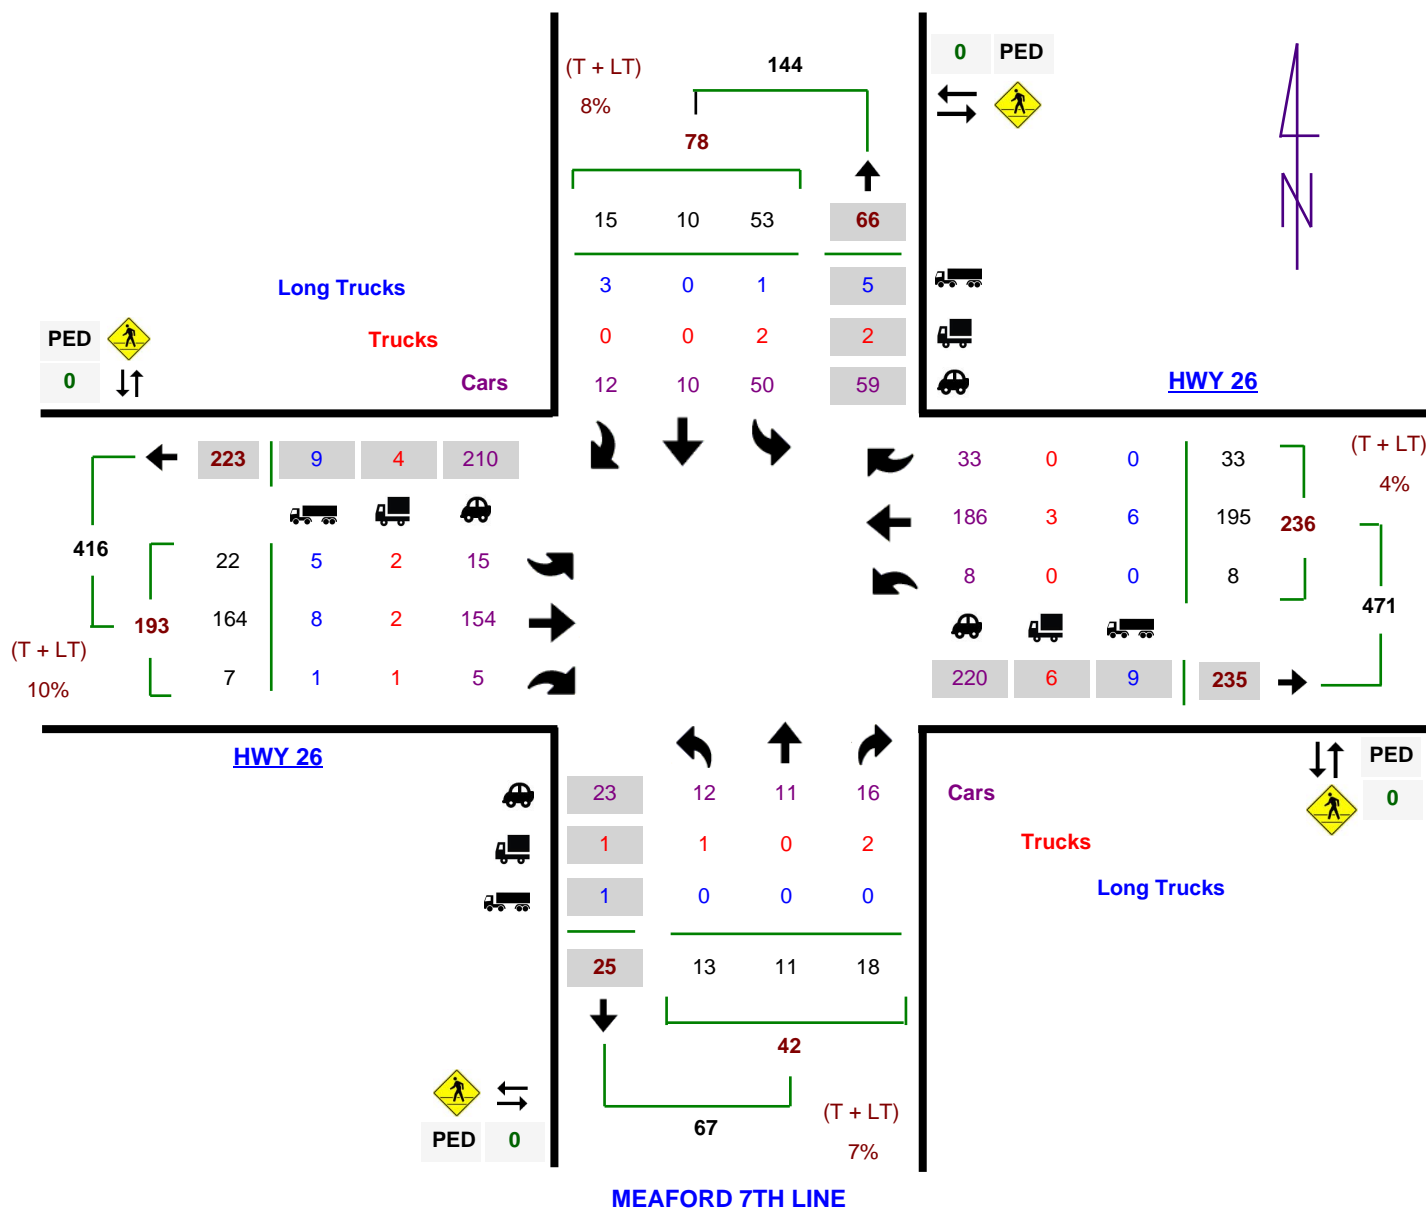 (T + LT) 144 0 PED
8%
78
15 10 53 66
N
Long Trucks 3 0 1 5
PED Trucks 0 0 2 2
0 Cars 12 10 50 59 HWY 26
223 9 4 210 33 0 0 33 (T + LT)
4%
186 3 6 195 236
416 22 5 2 15
8 0 0 8
471
193 164 8 2 154
(T + LT)
10% 7 1 1 5 220 6 9 235
HWY 26 PED
23 12 11 16 Cars 0
1 1 0 2 Trucks
1 0 0 0 Long Trucks
25 13 11 18
42
(T + LT)
67
PED 0 7%
MEAFORD 7TH LINE